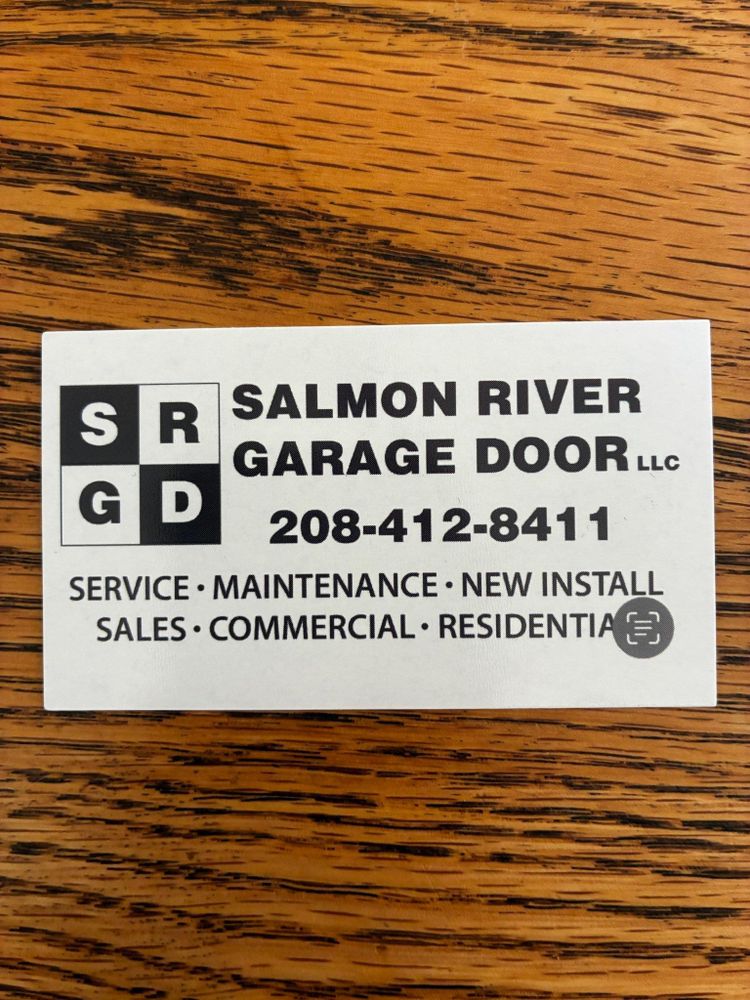 S R
G D
SALMON RIVER
GARAGE DOOR LLC
208-412-8411
SERVICE • MAINTENANCE • NEW INSTALL
SALES • COMMERCIAL • RESIDENTIA